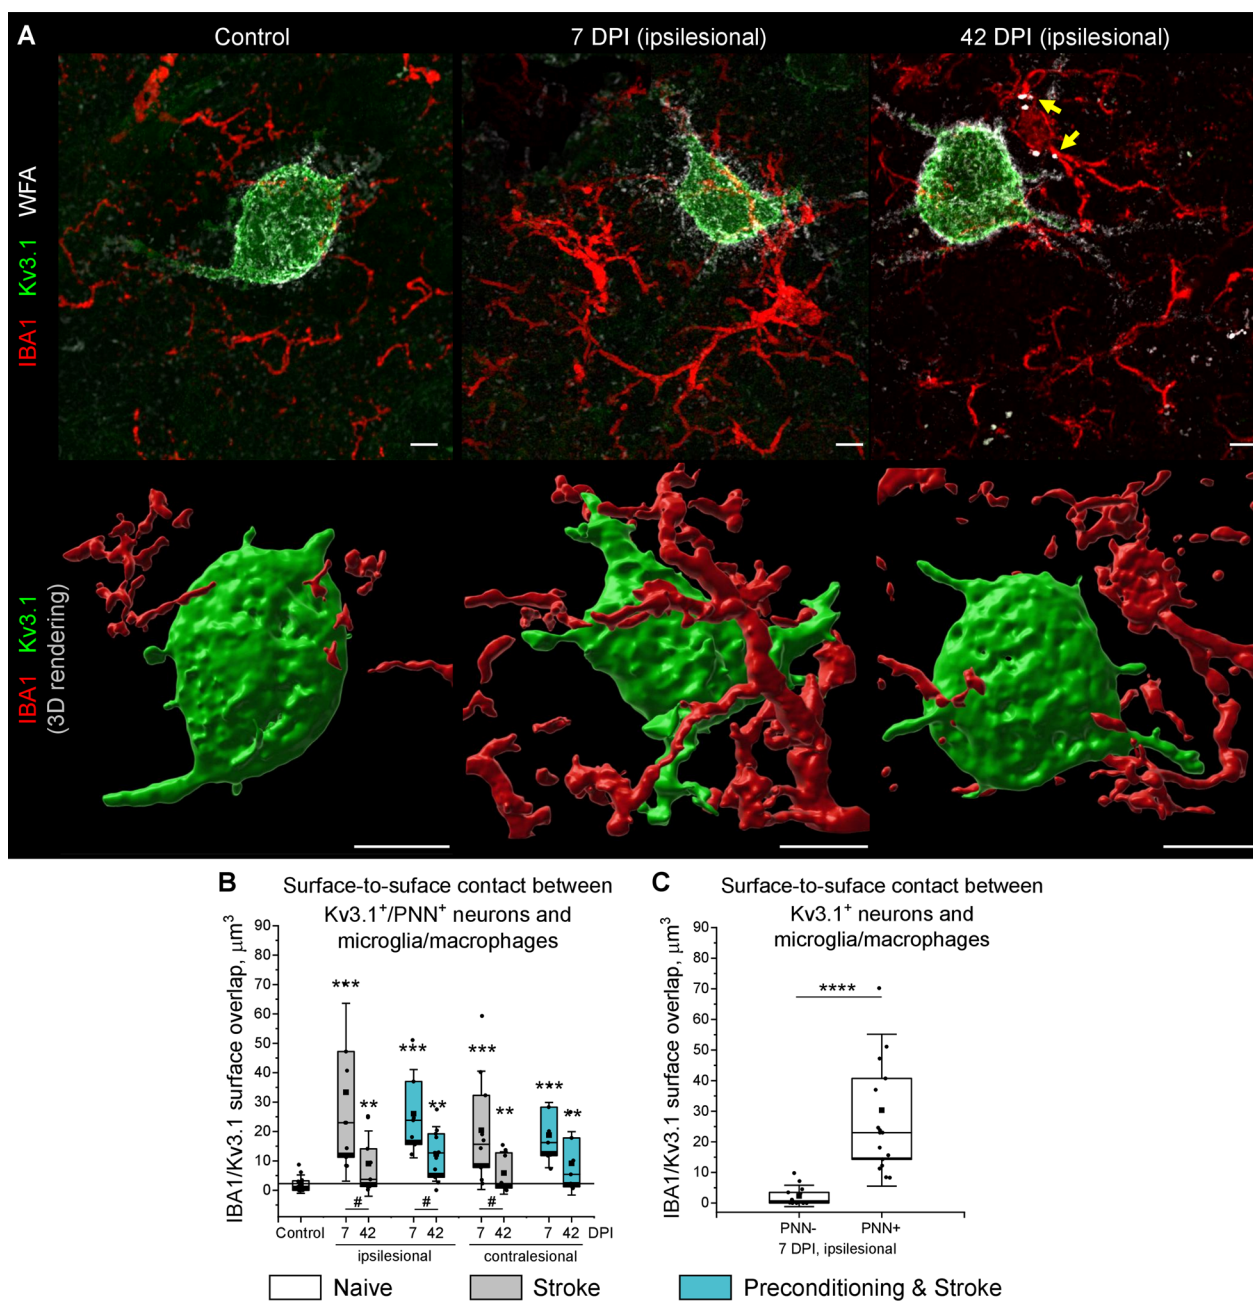 A
Control
7 DPI (ipsilesional)
42 DPI (ipsilesional)
IBA1 Kv3.1 WFA
IBA1 Kv3.1
(3D rendering)
B
Surface-to-suface contact between
Kv3.1+/PNN+ neurons and
microglia/macrophages
IBA1/Kv3.1 surface overlap, µm³
90
80
70
60
50
40
30
20
10
0
***
**
***
**
***
**
***
**
#
#
#
Control
7
42
7
42
7
42
7
42
DPI
ipsilesional
contralesional
C
Surface-to-suface contact between
Kv3.1+ neurons and
microglia/macrophages
IBA1/Kv3.1 surface overlap, µm³
90
80
70
60
50
40
30
20
10
0
****
PNN-
PNN+
7 DPI, ipsilesional
Naive
Stroke
Preconditioning & Stroke